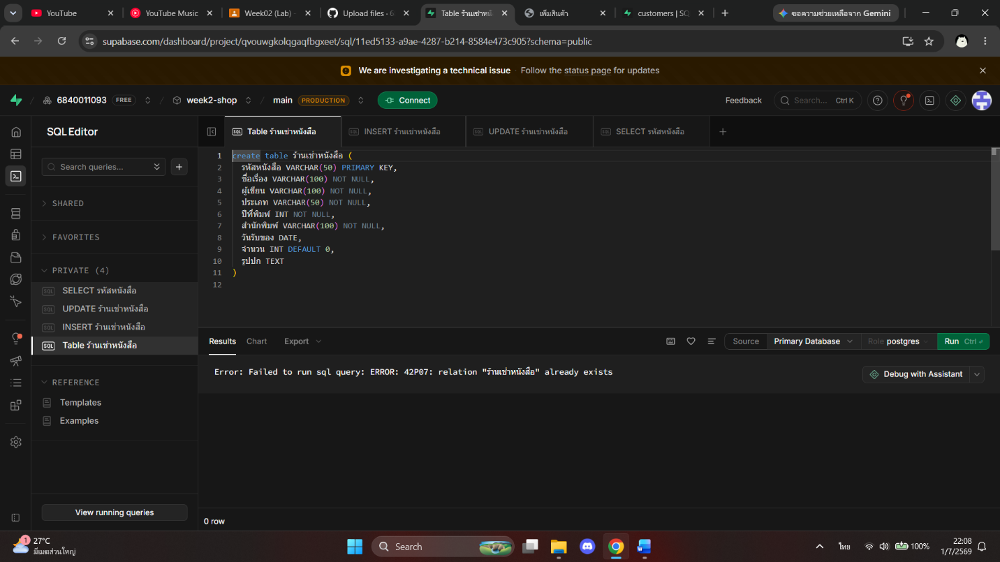 YouTube
YouTube Music
Week02 (Lab)
Upload files · 6
Table ร้านเช่าหนั
เพิ่มสินค้า
customers | SQ
ขอความช่วยเหลือจาก Gemini
supabase.com/dashboard/project/qvouwgkolqgaqfbgxeet/sql/11ed5133-a9ae-4287-b214-8584e473c905?schema=public
We are investigating a technical issue · Follow the status page for updates
6840011093 FREE / week2-shop / main PRODUCTION Connect
Feedback Search... Ctrl K
SQL Editor
Table ร้านเช่าหนังสือ
INSERT ร้านเช่าหนังสือ
UPDATE ร้านเช่าหนังสือ
SELECT รหัสหนังสือ
Search queries...
SHARED
FAVORITES
PRIVATE (4)
SQL SELECT รหัสหนังสือ
SQL UPDATE ร้านเช่าหนังสือ
SQL INSERT ร้านเช่าหนังสือ
SQL Table ร้านเช่าหนังสือ
REFERENCE
Templates
Examples
View running queries
1 create table ร้านเช่าหนังสือ (
2 รหัสหนังสือ VARCHAR(50) PRIMARY KEY,
3 ชื่อเรื่อง VARCHAR(100) NOT NULL,
4 ผู้เขียน VARCHAR(100) NOT NULL,
5 ประเภท VARCHAR(50) NOT NULL,
6 ปีที่พิมพ์ INT NOT NULL,
7 สำนักพิมพ์ VARCHAR(100) NOT NULL,
8 วันรับของ DATE,
9 จำนวน INT DEFAULT 0,
10 รูปปก TEXT
11 )
12
Results Chart Export
Source Primary Database Role postgres Run Ctrl
Error: Failed to run sql query: ERROR: 42P07: relation "ร้านเช่าหนังสือ" already exists
Debug with Assistant
0 row
1
27°C
มีเมฆส่วนใหญ่
Search
ไทย
100%
22:08
1/7/2569